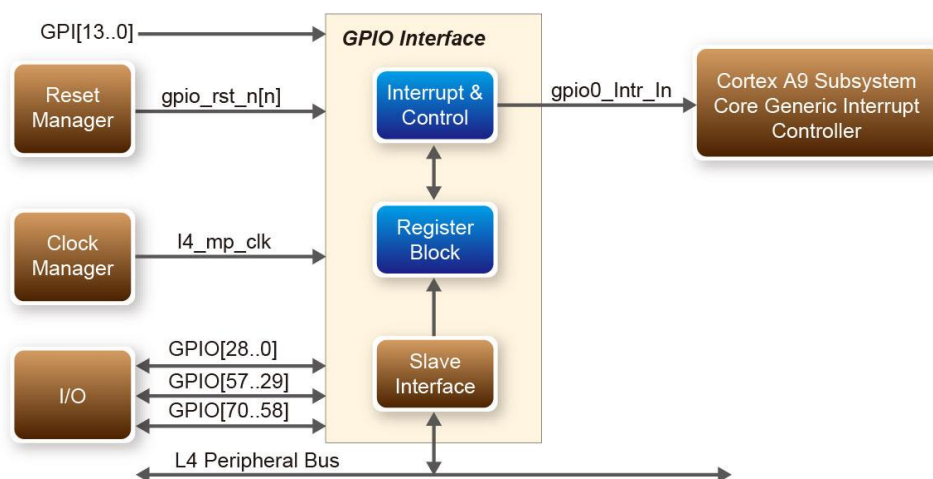 GPI[13..0]
GPIO Interface
Reset
Manager
gpio_rst_n[n]
Interrupt &
Control
gpio0_Intr_In
Cortex A9 Subsystem
Core Generic Interrupt
Controller
Clock
Manager
l4_mp_clk
Register
Block
I/O
GPIO[28..0]
GPIO[57..29]
GPIO[70..58]
Slave
Interface
L4 Peripheral Bus